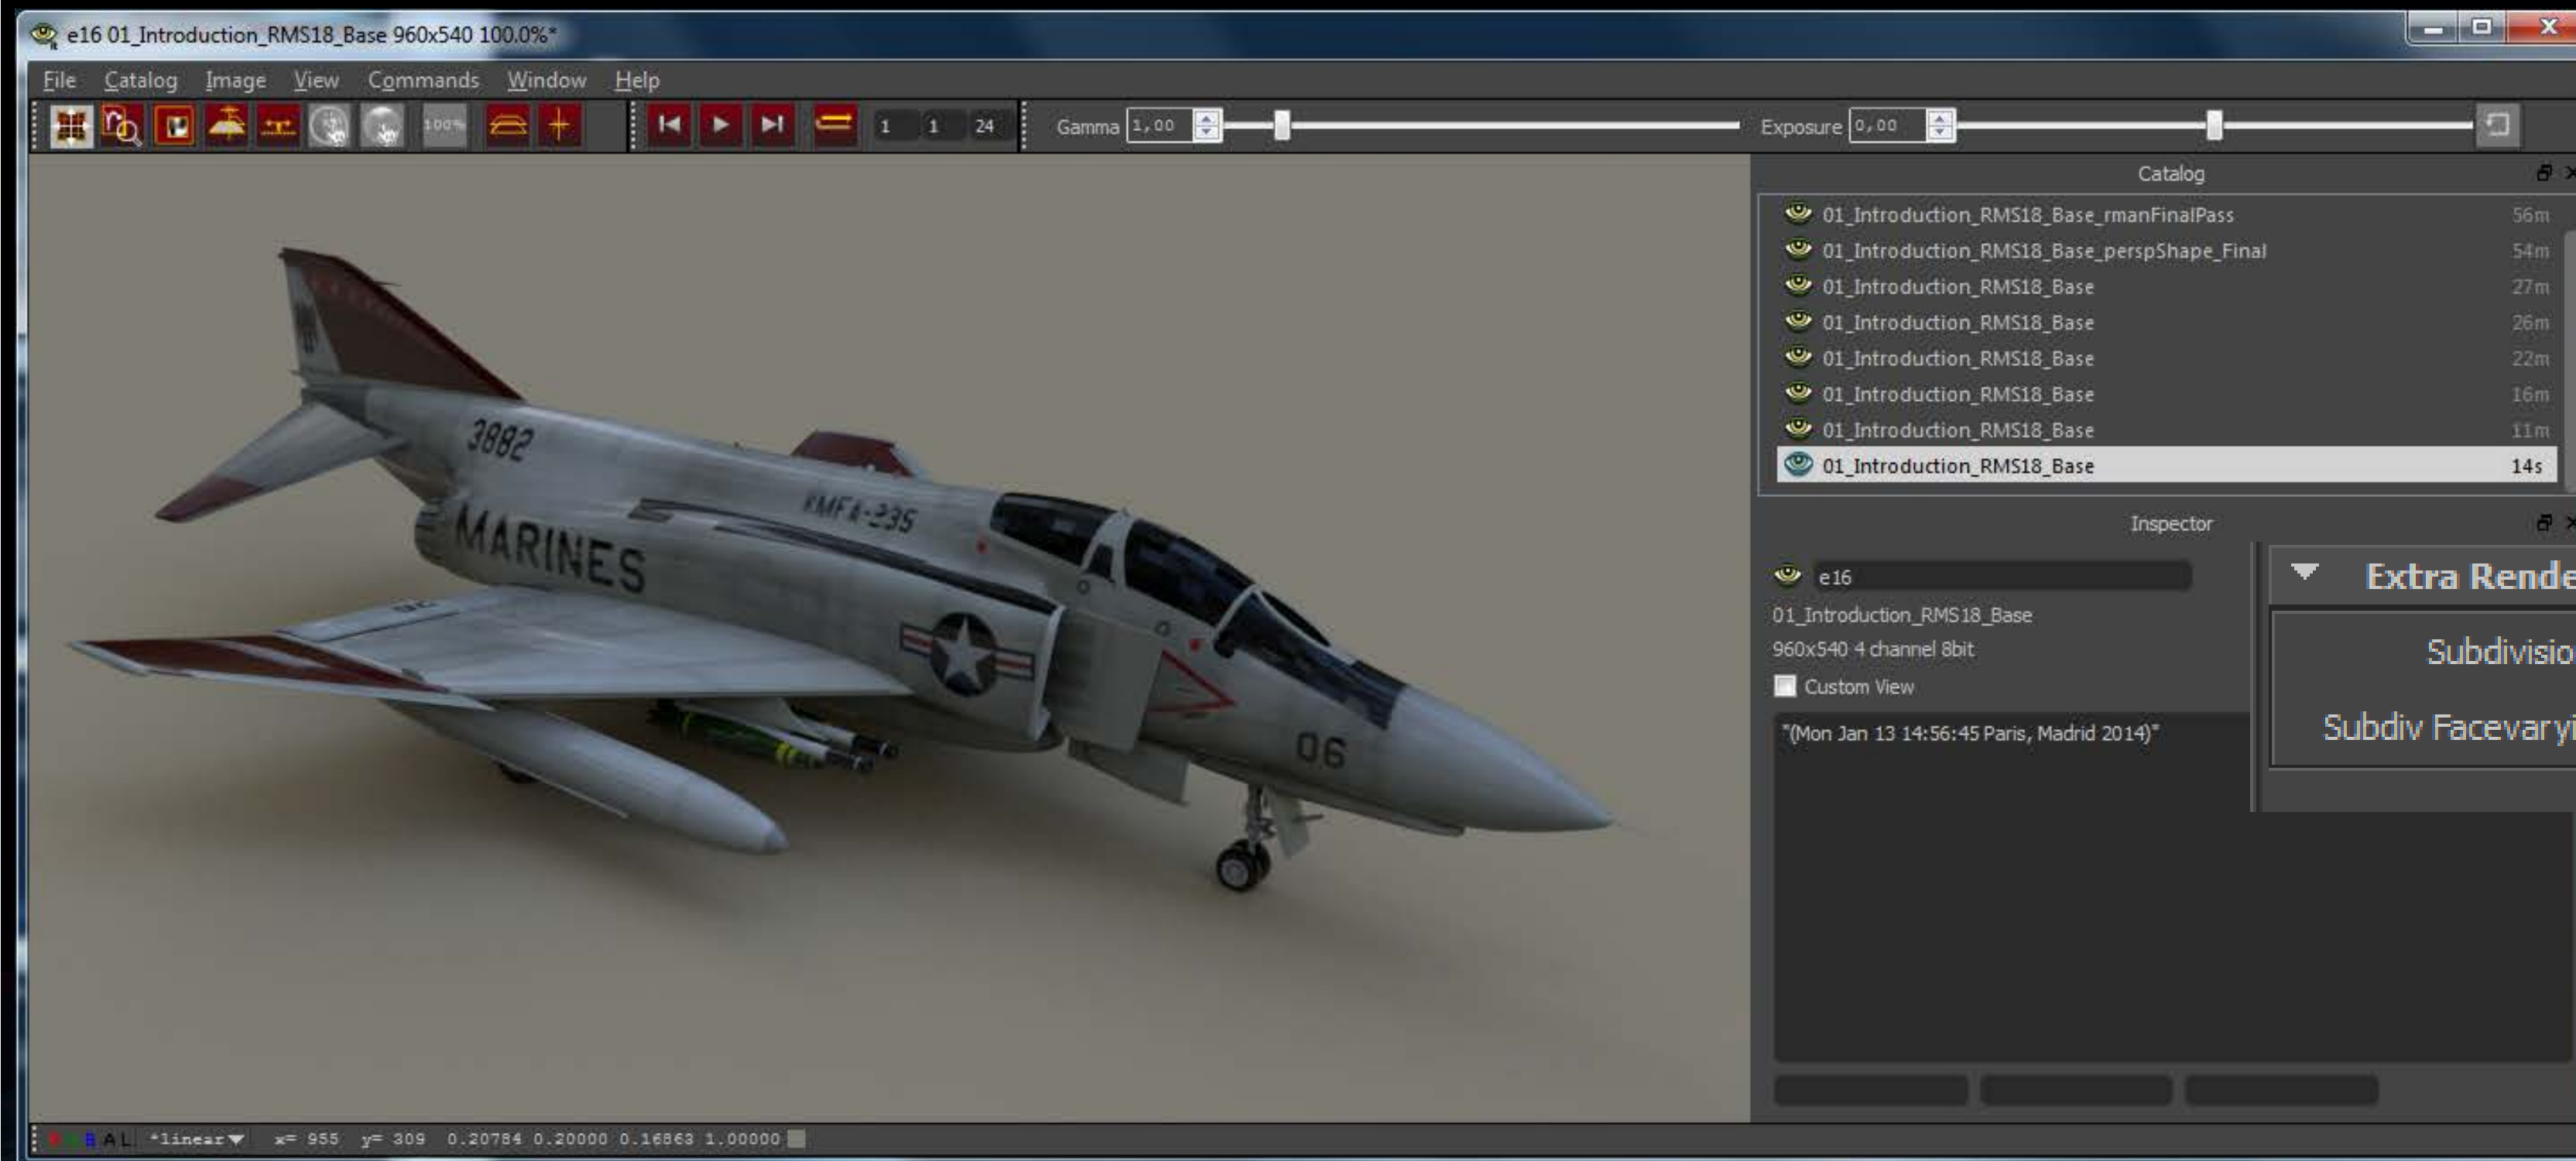 e16 01_Introduction_RMS18_Base 960x540 100.0%*
File Catalog Image View Commands Window Help
100% 1 1 24 Gamma 1,00 Exposure 0,00
Catalog
01_Introduction_RMS18_Base_rmanFinalPass 56m
01_Introduction_RMS18_Base_perspShape_Final 54m
01_Introduction_RMS18_Base 27m
01_Introduction_RMS18_Base 26m
01_Introduction_RMS18_Base 22m
01_Introduction_RMS18_Base 16m
01_Introduction_RMS18_Base 11m
01_Introduction_RMS18_Base 14s
Inspector
e16
01_Introduction_RMS18_Base
960x540 4 channel 8bit
Custom View
"(Mon Jan 13 14:56:45 Paris, Madrid 2014)"
Extra Rende
Subdivisio
Subdiv Facevaryi
3882
MARINES
06
B A L *linear x= 955 y= 309 0.20784 0.20000 0.16863 1.00000